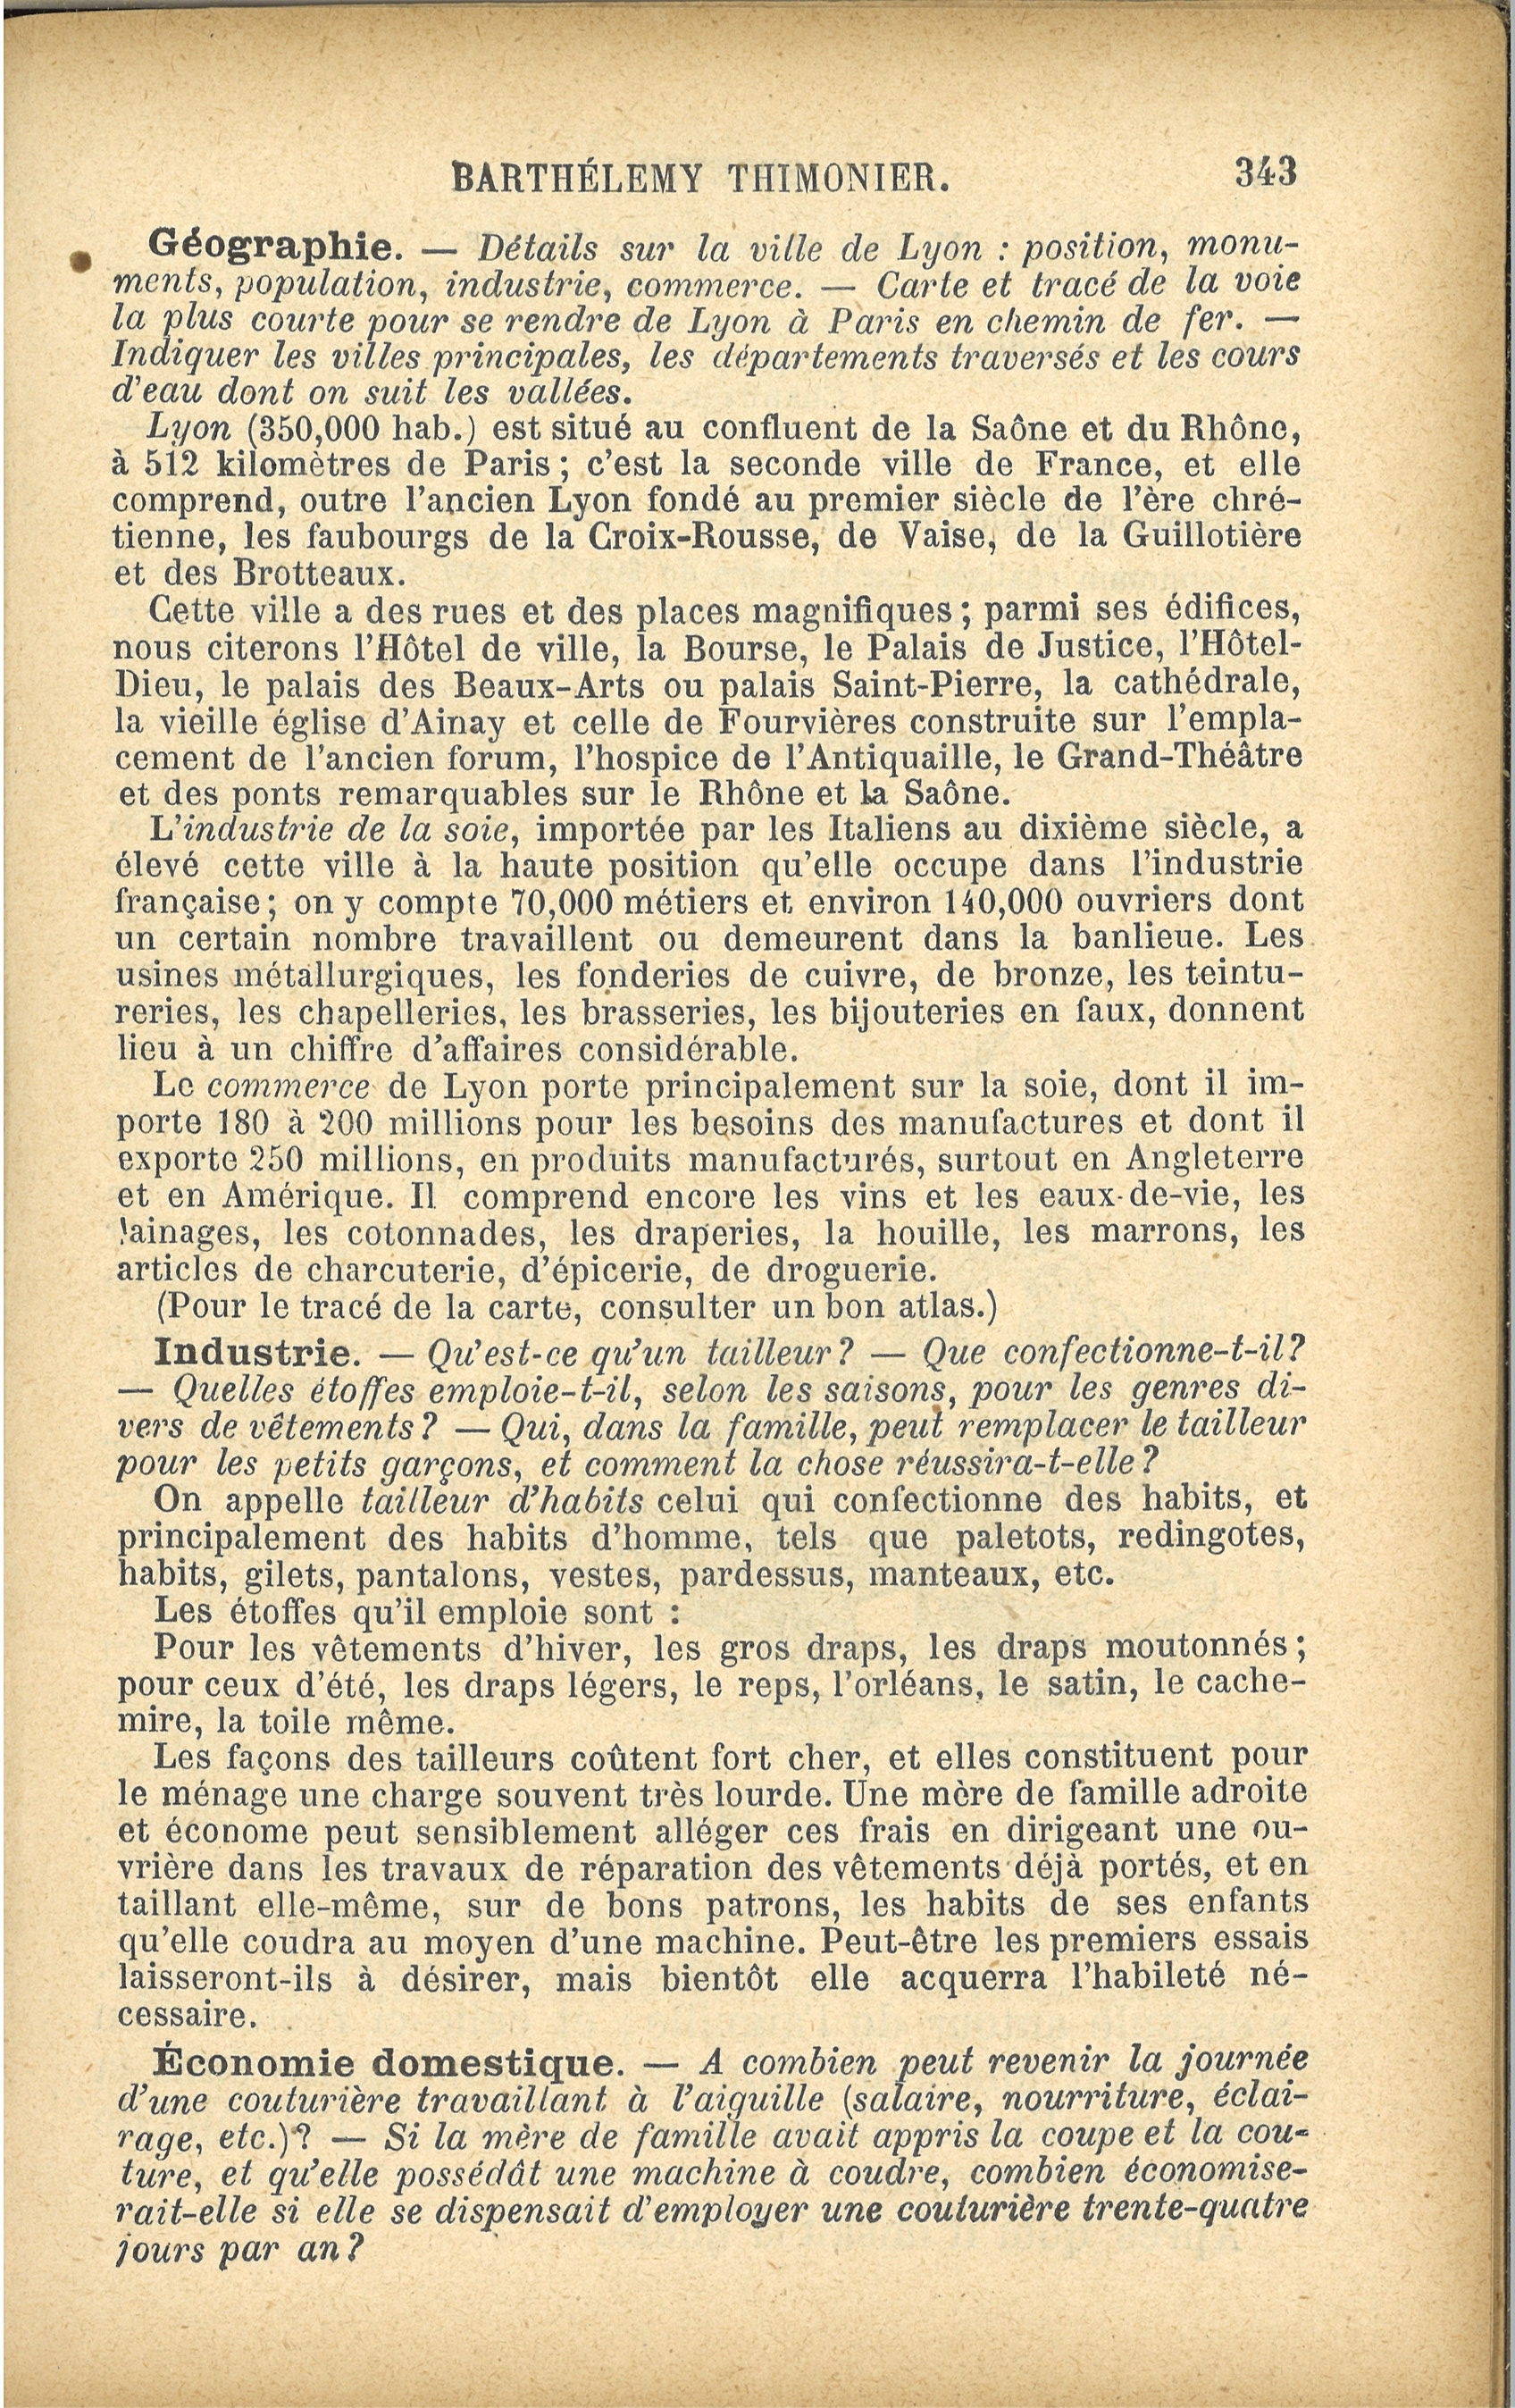 BARTHÉLEMY THIMONIER. 343
Géographie. — Détails sur la ville de Lyon : position, monu-
ments, population, industrie, commerce. — Carte et tracé de la voie
la plus courte pour se rendre de Lyon à Paris en chemin de fer. —
Indiquer les villes principales, les départements traversés et les cours
d'eau dont on suit les vallées.
Lyon (350,000 hab.) est situé au confluent de la Saône et du Rhône,
à 512 kilomètres de Paris; c'est la seconde ville de France, et elle
comprend, outre l'ancien Lyon fondé au premier siècle de l'ère chré-
tienne, les faubourgs de la Croix-Rousse, de Vaise, de la Guillotière
et des Brotteaux.
Cette ville a des rues et des places magnifiques; parmi ses édifices,
nous citerons l'Hôtel de ville, la Bourse, le Palais de Justice, l'Hôtel-
Dieu, le palais des Beaux-Arts ou palais Saint-Pierre, la cathédrale,
la vieille église d'Ainay et celle de Fourvières construite sur l'empla-
cement de l'ancien forum, l'hospice de l'Antiquaille, le Grand-Théâtre
et des ponts remarquables sur le Rhône et la Saône.
L'industrie de la soie, importée par les Italiens au dixième siècle, a
élevé cette ville à la haute position qu'elle occupe dans l'industrie
française; on y compte 70,000 métiers et environ 140,000 ouvriers dont
un certain nombre travaillent ou demeurent dans la banlieue. Les
usines métallurgiques, les fonderies de cuivre, de bronze, les teintu-
reries, les chapelleries, les brasseries, les bijouteries en faux, donnent
lieu à un chiffre d'affaires considérable.
Le commerce de Lyon porte principalement sur la soie, dont il im-
porte 180 à 200 millions pour les besoins des manufactures et dont il
exporte 250 millions, en produits manufacturés, surtout en Angleterre
et en Amérique. Il comprend encore les vins et les eaux-de-vie, les
lainages, les cotonnades, les draperies, la houille, les marrons, les
articles de charcuterie, d'épicerie, de droguerie.
(Pour le tracé de la carte, consulter un bon atlas.)
Industrie. — Qu'est-ce qu'un tailleur? — Que confectionne-t-il?
— Quelles étoffes emploie-t-il, selon les saisons, pour les genres di-
vers de vêtements? — Qui, dans la famille, peut remplacer le tailleur
pour les petits garçons, et comment la chose réussira-t-elle?
On appelle tailleur d'habits celui qui confectionne des habits, et
principalement des habits d'homme, tels que paletots, redingotes,
habits, gilets, pantalons, vestes, pardessus, manteaux, etc.
Les étoffes qu'il emploie sont :
Pour les vêtements d'hiver, les gros draps, les draps moutonnés;
pour ceux d'été, les draps légers, le reps, l'orléans, le satin, le cache-
mire, la toile même.
Les façons des tailleurs coûtent fort cher, et elles constituent pour
le ménage une charge souvent très lourde. Une mère de famille adroite
et économe peut sensiblement alléger ces frais en dirigeant une ou-
vrière dans les travaux de réparation des vêtements déjà portés, et en
taillant elle-même, sur de bons patrons, les habits de ses enfants
qu'elle coudra au moyen d'une machine. Peut-être les premiers essais
laisseront-ils à désirer, mais bientôt elle acquerra l'habileté né-
cessaire.
Économie domestique. — A combien peut revenir la journée
d'une couturière travaillant à l'aiguille (salaire, nourriture, éclai-
rage, etc.)? — Si la mère de famille avait appris la coupe et la cou-
ture, et qu'elle possédât une machine à coudre, combien économise-
rait-elle si elle se dispensait d'employer une couturière trente-quatre
jours par an?